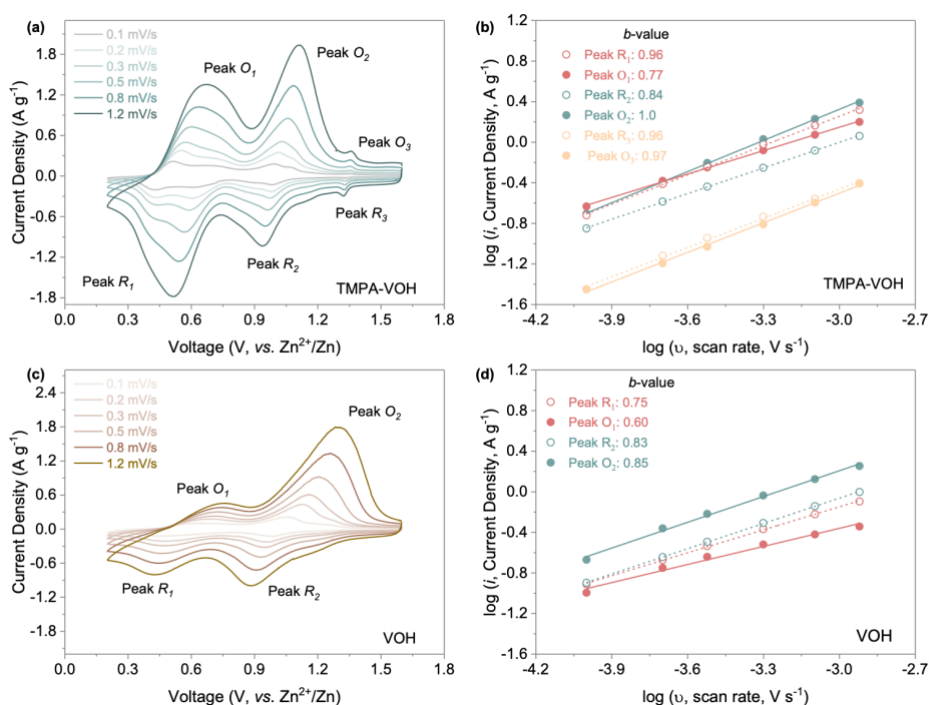 (a)
0.1 mV/s
0.2 mV/s
0.3 mV/s
0.5 mV/s
0.8 mV/s
1.2 mV/s
Peak O₁
Peak O₂
Peak O₃
Peak R₁
Peak R₂
Peak R₃
TMPA-VOH
1.8
1.2
0.6
0.0
-0.6
-1.2
-1.8
Current Density (A g⁻¹)
0.0 0.3 0.6 0.9 1.2 1.5 1.8
Voltage (V, vs. Zn²⁺/Zn)
(b)
b-value
Peak R₁: 0.96
Peak O₁: 0.77
Peak R₂: 0.84
Peak O₂: 1.0
Peak R₃: 0.96
Peak O₃: 0.97
TMPA-VOH
1.2
0.8
0.4
0.0
-0.4
-0.8
-1.2
-1.6
log (i, Current Density, A g⁻¹)
-4.2 -3.9 -3.6 -3.3 -3.0 -2.7
log (υ, scan rate, V s⁻¹)
(c)
0.1 mV/s
0.2 mV/s
0.3 mV/s
0.5 mV/s
0.8 mV/s
1.2 mV/s
Peak O₁
Peak O₂
Peak R₁
Peak R₂
VOH
2.4
1.8
1.2
0.6
0.0
-0.6
-1.2
-1.8
Current Density (A g⁻¹)
0.0 0.3 0.6 0.9 1.2 1.5 1.8
Voltage (V, vs. Zn²⁺/Zn)
(d)
b-value
Peak R₁: 0.75
Peak O₁: 0.60
Peak R₂: 0.83
Peak O₂: 0.85
VOH
1.2
0.8
0.4
0.0
-0.4
-0.8
-1.2
-1.6
log (i, Current Density, A g⁻¹)
-4.2 -3.9 -3.6 -3.3 -3.0 -2.7
log (υ, scan rate, V s⁻¹)